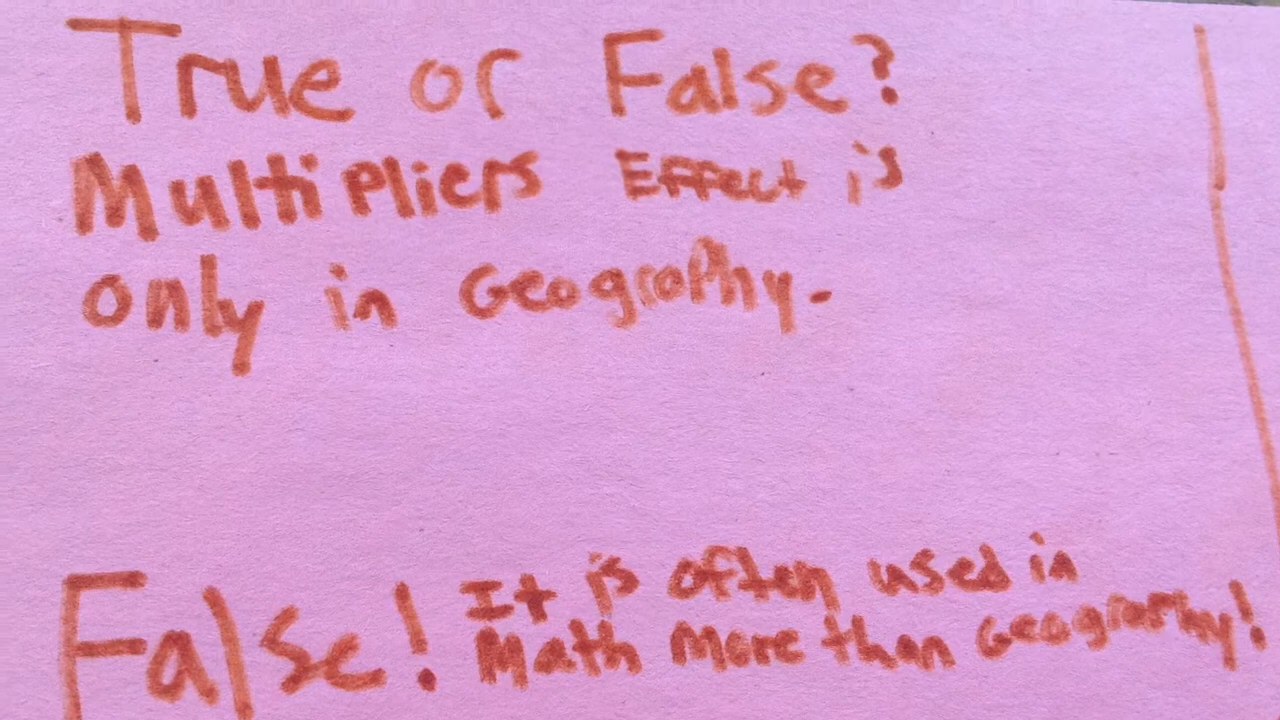 True or False?
Multipliers Effect is
only in Geography.
False! It is often used in
Math more than Geography!